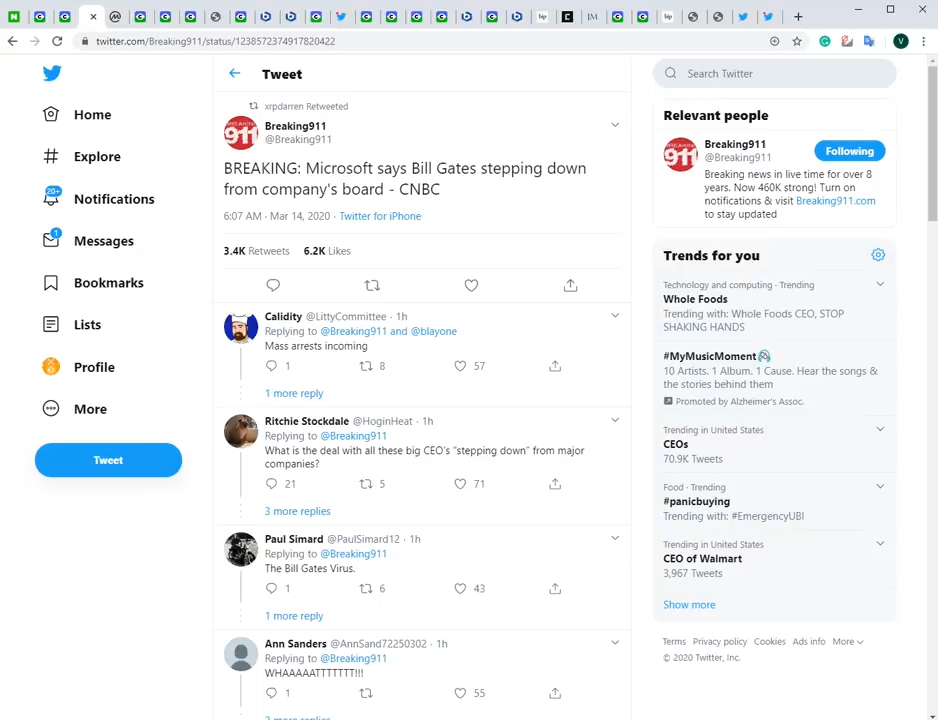 twitter.com/Breaking911/status/1238572374917820422
V
Home
Explore
20+
Notifications
1
Messages
Bookmarks
Lists
Profile
More
Tweet
Tweet
xrpdarren Retweeted
Breaking911
@Breaking911
BREAKING: Microsoft says Bill Gates stepping down
from company's board - CNBC
6:07 AM · Mar 14, 2020 · Twitter for iPhone
3.4K Retweets 6.2K Likes
Calidity @LittyCommittee · 1h
Replying to @Breaking911 and @blayone
Mass arrests incoming
1 8 57
1 more reply
Ritchie Stockdale @HoginHeat · 1h
Replying to @Breaking911
What is the deal with all these big CEO's "stepping down" from major
companies?
21 5 71
3 more replies
Paul Simard @PaulSimard12 · 1h
Replying to @Breaking911
The Bill Gates Virus.
1 6 43
1 more reply
Ann Sanders @AnnSand72250302 · 1h
Replying to @Breaking911
WHAAAAATTTTTTT!!!
1 55
2 more replies
Search Twitter
Relevant people
Breaking911
@Breaking911
Following
Breaking news in live time for over 8
years. Now 460K strong! Turn on
notifications & visit Breaking911.com
to stay updated
Trends for you
Technology and computing · Trending
Whole Foods
Trending with: Whole Foods CEO, STOP
SHAKING HANDS
#MyMusicMoment
10 Artists. 1 Album. 1 Cause. Hear the songs &
the stories behind them
Promoted by Alzheimer's Assoc.
Trending in United States
CEOs
70.9K Tweets
Food · Trending
#panicbuying
Trending with: #EmergencyUBI
Trending in United States
CEO of Walmart
3,967 Tweets
Show more
Terms Privacy policy Cookies Ads info More
© 2020 Twitter, Inc.